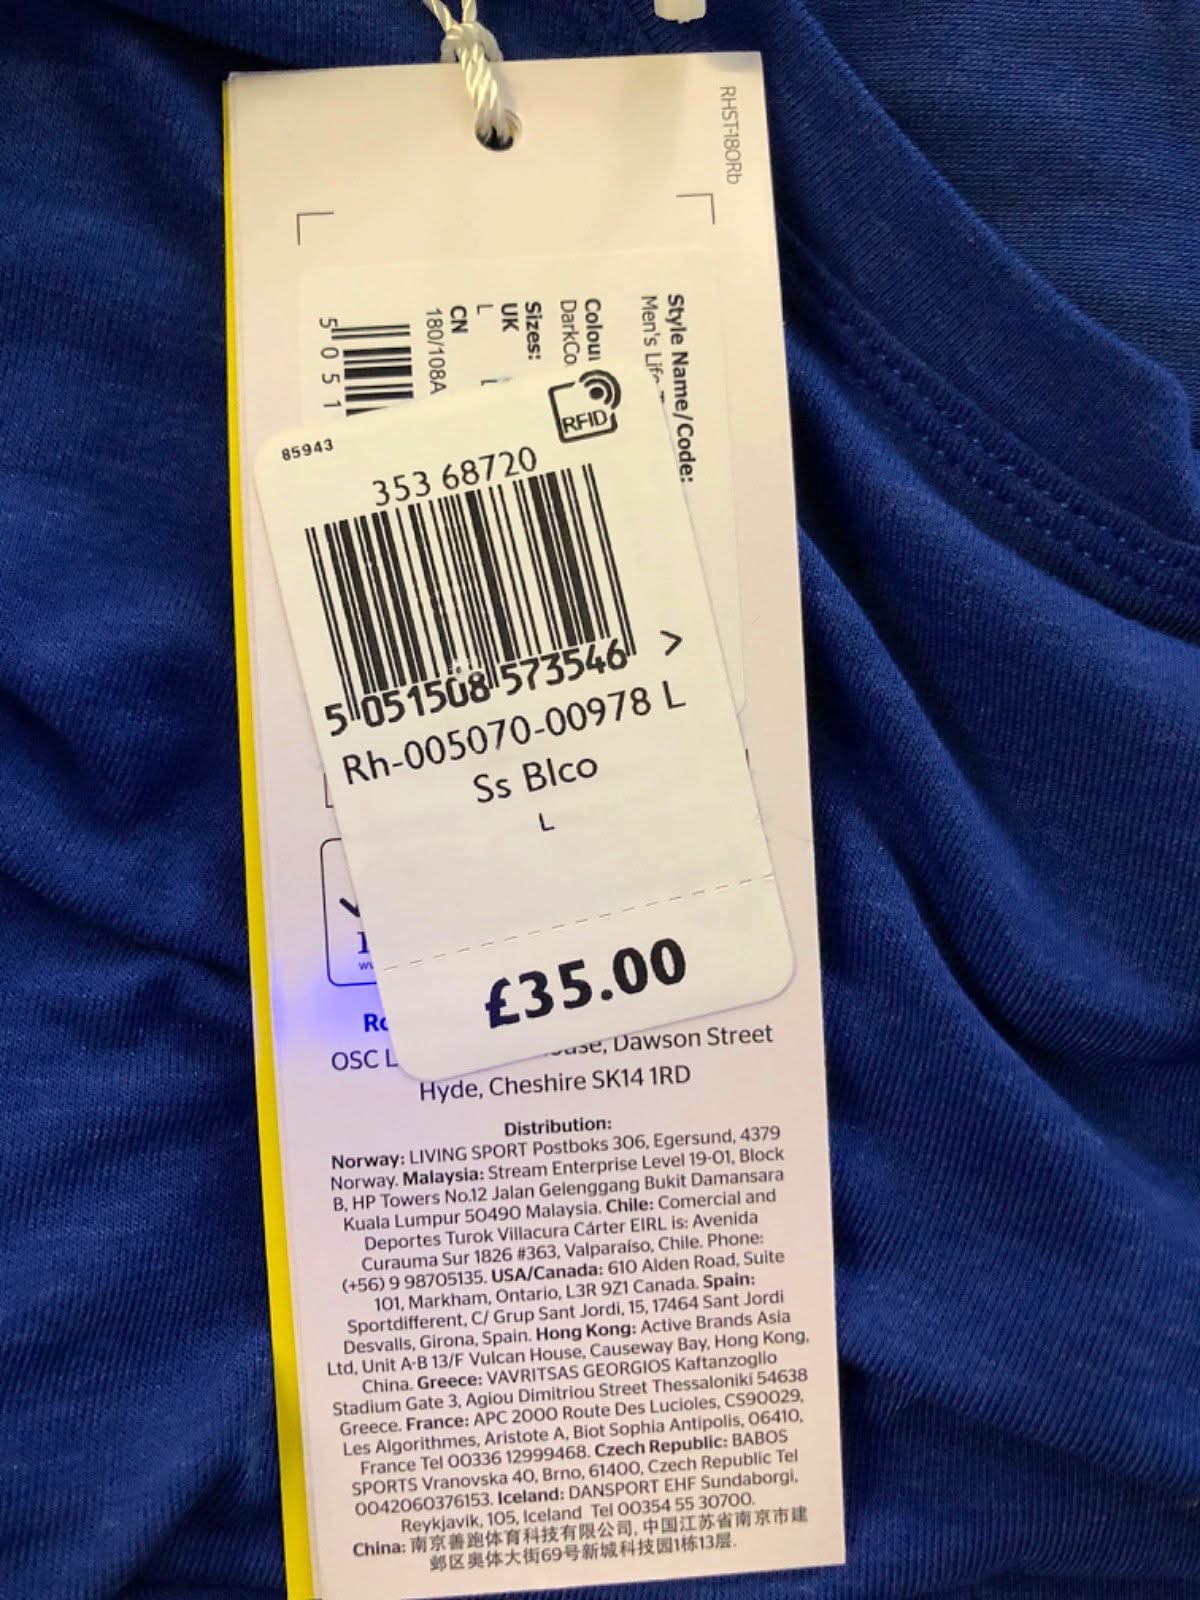 RHST-180Rb
Style Name/Code:
Men's Life
Colour
DarkCo
Sizes:
UK
L L
CN
180/108A
5 051
RFID
85943
353 68720
5 051508 573546 >
Rh-005070-00978 L
Ss Blco
L
£35.00
OSC L
Dawson Street
Hyde, Cheshire SK14 1RD
Distribution:
Norway: LIVING SPORT Postboks 306, Egersund, 4379
Norway. Malaysia: Stream Enterprise Level 19-01, Block
B, HP Towers No.12 Jalan Gelenggang Bukit Damansara
Kuala Lumpur 50490 Malaysia. Chile: Comercial and
Deportes Turok Villacura Cárter EIRL is: Avenida
Curauma Sur 1826 #363, Valparaíso, Chile. Phone:
(+56) 9 98705135. USA/Canada: 610 Alden Road, Suite
101, Markham, Ontario, L3R 9Z1 Canada. Spain:
Sportdifferent, C/ Grup Sant Jordi, 15, 17464 Sant Jordi
Desvalls, Girona, Spain. Hong Kong: Active Brands Asia
Ltd, Unit A-B 13/F Vulcan House, Causeway Bay, Hong Kong,
China. Greece: VAVRITSAS GEORGIOS Kaftanzoglio
Stadium Gate 3, Agiou Dimitriou Street Thessaloniki 54638
Greece. France: APC 2000 Route Des Lucioles, CS90029,
Les Algorithmes, Aristote A, Biot Sophia Antipolis, 06410,
France Tel 00336 12999468. Czech Republic: BABOS
SPORTS Vranovska 40, Brno, 61400, Czech Republic Tel
0042060376153. Iceland: DANSPORT EHF Sundaborgi,
Reykjavik, 105, Iceland Tel 00354 55 30700.
China: 南京善跑体育科技有限公司, 中国江苏省南京市建
邺区奥体大街69号新城科技园1栋13层.